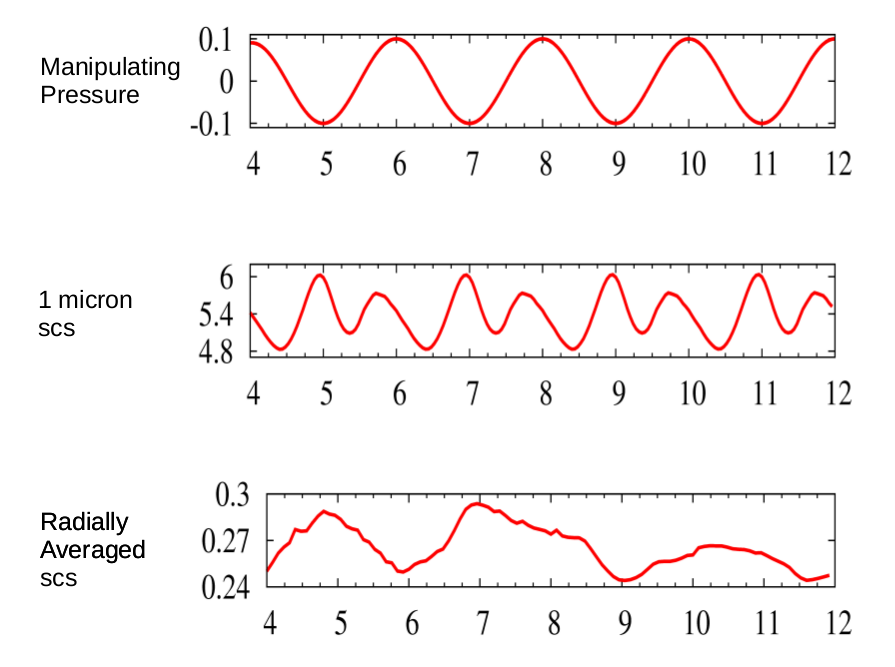 Manipulating
Pressure
0.1
0
-0.1
4 5 6 7 8 9 10 11 12
1 micron
scs
6
5.4
4.8
4 5 6 7 8 9 10 11 12
Radially
Averaged
scs
0.3
0.27
0.24
4 5 6 7 8 9 10 11 12